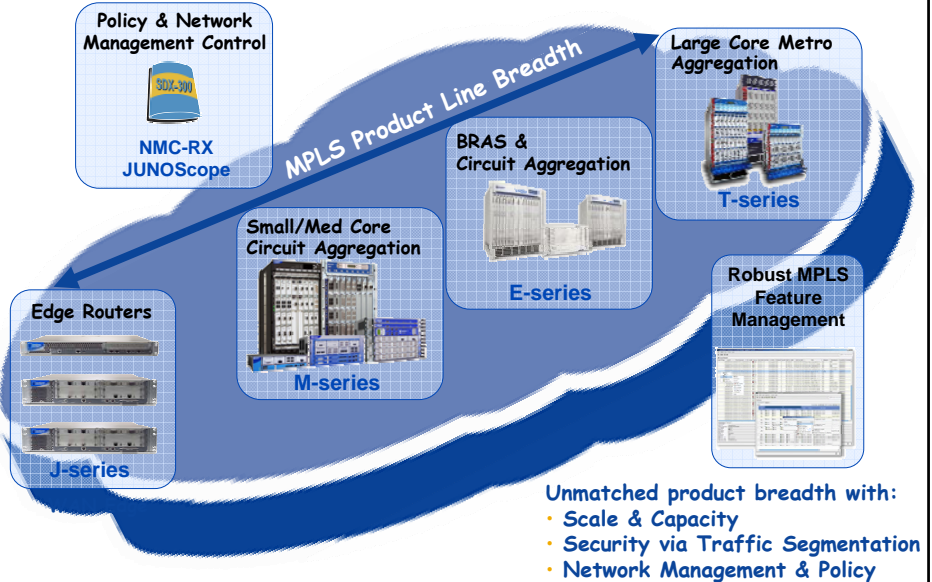 Policy & Network
Management Control
SDX-300
NMC-RX
JUNOScope
MPLS Product Line Breadth
Large Core Metro
Aggregation
T-series
BRAS &
Circuit Aggregation
E-series
Small/Med Core
Circuit Aggregation
M-series
Edge Routers
J-series
Robust MPLS
Feature
Management
Unmatched product breadth with:
• Scale & Capacity
• Security via Traffic Segmentation
• Network Management & Policy